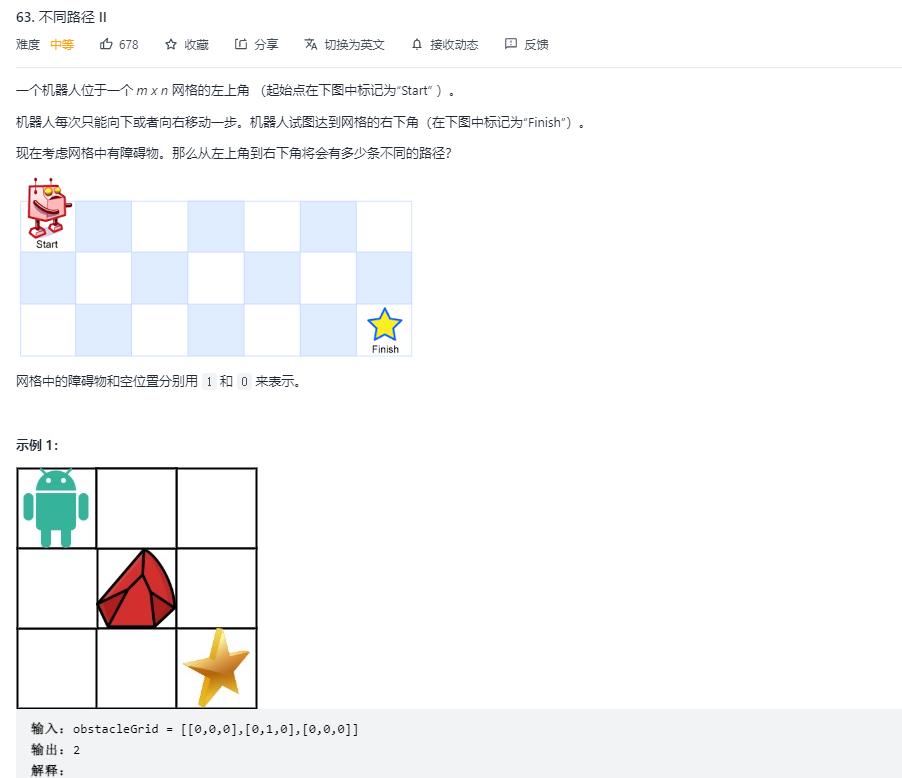 63. 不同路径 II
难度 中等 678 收藏 分享 切换为英文 接收动态 反馈
一个机器人位于一个 m x n 网格的左上角 （起始点在下图中标记为“Start” ）。
机器人每次只能向下或者向右移动一步。机器人试图达到网格的右下角（在下图中标记为“Finish”）。
现在考虑网格中有障碍物。那么从左上角到右下角将会有多少条不同的路径？
Start
Finish
网格中的障碍物和空位置分别用 1 和 0 来表示。
示例 1：
输入：obstacleGrid = [[0,0,0],[0,1,0],[0,0,0]]
输出：2
解释：